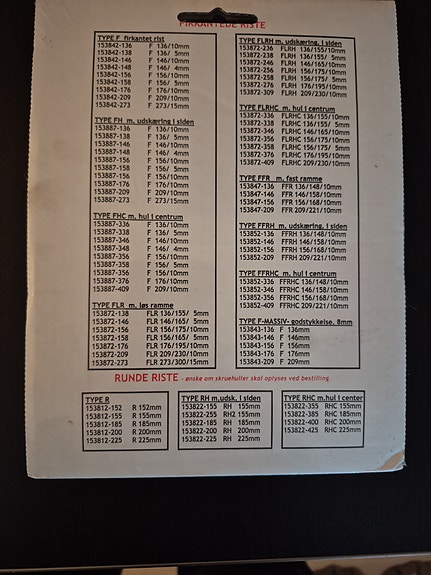 FIRKANTEDE RISTE
TYPE F firkantet rist
153842-136 F 136/10mm
153842-138 F 136/ 5mm
153842-146 F 146/10mm
153842-148 F 146/ 4mm
153842-156 F 156/10mm
153842-158 F 156/ 5mm
153842-176 F 176/10mm
153842-209 F 209/10mm
153842-273 F 273/15mm
TYPE FH m. udskæring i siden
153887-136 F 136/10mm
153887-138 F 136/ 5mm
153887-146 F 146/10mm
153887-148 F 146/ 4mm
153887-156 F 156/10mm
153887-158 F 156/ 5mm
153887-156 F 156/10mm
153887-176 F 176/10mm
153887-209 F 209/10mm
153887-273 F 273/15mm
TYPE FHC m. hul i centrum
153887-336 F 136/10mm
153887-338 F 136/ 5mm
153887-346 F 146/10mm
153887-348 F 146/ 4mm
153887-356 F 156/10mm
153887-358 F 156/ 5mm
153887-356 F 156/10mm
153887-376 F 176/10mm
153887-409 F 209/10mm
TYPE FLR m. løs ramme
153872-138 FLR 136/155/ 5mm
153872-148 FLR 146/165/ 5mm
153872-156 FLR 156/175/10mm
153872-158 FLR 156/175/ 5mm
153872-176 FLR 176/195/10mm
153872-209 FLR 209/230/10mm
153872-273 FLR 273/300/15mm
TYPE FLRH m. udskæring. i siden
153872-236 FLRH 136/155/10mm
153872-238 FLRH 136/155/ 5mm
153872-246 FLRH 146/165/10mm
153872-256 FLRH 156/175/10mm
153872-258 FLRH 156/175/ 5mm
153872-276 FLRH 176/195/10mm
153872-309 FLRH 209/230/10mm
TYPE FLRHC m. hul i centrum
153872-336 FLRHC 136/155/10mm
153872-338 FLRHC 136/155/ 5mm
153872-346 FLRHC 146/165/10mm
153872-356 FLRHC 156/175/10mm
153872-358 FLRHC 156/175/ 5mm
153872-376 FLRHC 176/195/10mm
153872-409 FLRHC 209/230/10mm
TYPE FFR m. fast ramme
153847-136 FFR 136/148/10mm
153847-146 FFR 146/158/10mm
153847-156 FFR 156/168/10mm
153847-209 FFR 209/221/10mm
TYPE FFRH m. udskæring. i siden
153852-136 FFRH 136/148/10mm
153852-146 FFRH 146/158/10mm
153852-156 FFRH 156/168/10mm
153852-209 FFRH 209/221/10mm
TYPE FFRHC m. hul i centrum
153852-336 FFRHC 136/148/10mm
153852-346 FFRHC 146/158/10mm
153852-356 FFRHC 156/168/10mm
153852-409 FFRHC 209/221/10mm
TYPE F-MASSIV- godstykkelse. 8mm
153843-136 F 136mm
153843-146 F 146mm
153843-156 F 156mm
153843-176 F 176mm
153843-209 F 209mm
RUNDE RISTE - ønske om skruehuller skal oplyses ved bestilling
TYPE R
153812-152 R 152mm
153812-155 R 155mm
153812-185 R 185mm
153812-200 R 200mm
153812-225 R 225mm
TYPE RH m.udsk. i siden
153822-155 RH 155mm
153822-255 RH2 155mm
153822-185 RH 185mm
153822-200 RH 200mm
153822-225 RH 225mm
TYPE RHC m.hul i center
153822-355 RHC 155mm
153822-385 RHC 185mm
153822-400 RHC 200mm
153822-425 RHC 225mm